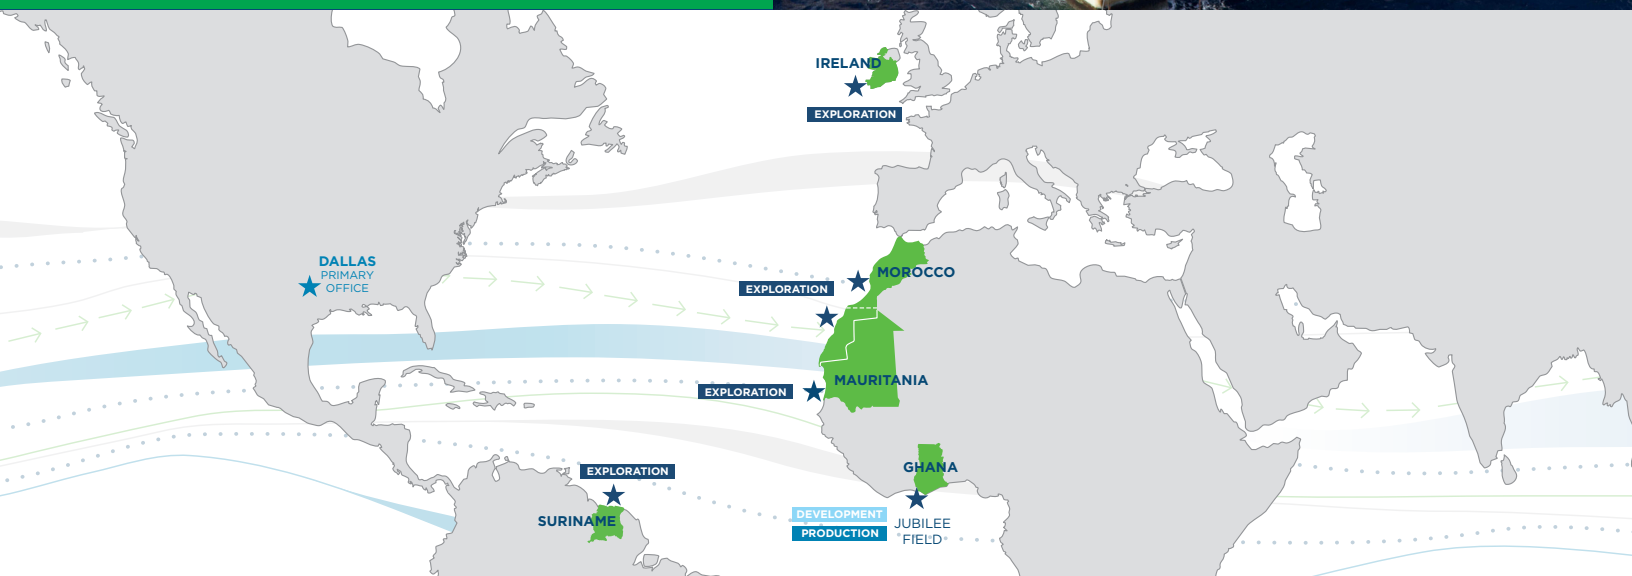 IRELAND
EXPLORATION
DALLAS
PRIMARY
OFFICE
MOROCCO
EXPLORATION
MAURITANIA
EXPLORATION
GHANA
EXPLORATION
SURINAME
DEVELOPMENT
PRODUCTION
JUBILEE
FIELD